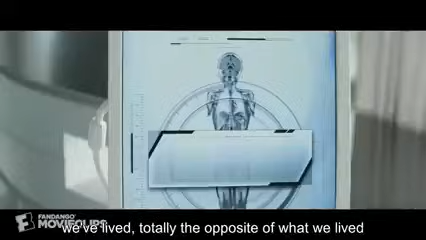 FANDANGO
MOVIECLIPS
we've lived, totally the opposite of what we lived